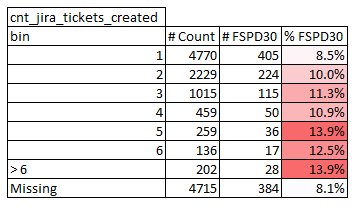 cnt_jira_tickets_created
bin # Count # FSPD30 % FSPD30
1 4770 405 8.5%
2 2229 224 10.0%
3 1015 115 11.3%
4 459 50 10.9%
5 259 36 13.9%
6 136 17 12.5%
> 6 202 28 13.9%
Missing 4715 384 8.1%